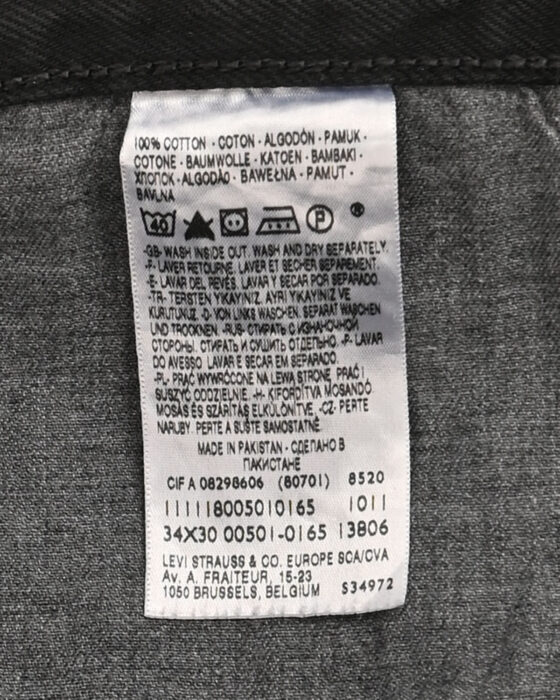 100% COTTON - COTON - ALGODÓN - PAMUK -
COTONE - BAUMWOLLE - KATOEN - BAMBAKI -
ХЛОПОК - ALGODÃO - BAWEŁNA - PAMUT -
BAVLNA
40 P ®
-GB- WASH INSIDE OUT. WASH AND DRY SEPARATELY.
-F- LAVER RETOURNE. LAVER ET SECHER SEPAREMENT.
-E- LAVAR DEL REVÉS. LAVAR Y SECAR POR SEPARADO.
-TR- TERSTEN YIKAYINIZ. AYRI YIKAYINIZ VE
KURUTUNUZ. -D- VON LINKS WASCHEN. SEPARAT WASCHEN
UND TROCKNEN. -RUS- СТИРАТЬ С ИЗНАНОЧНОЙ
СТОРОНЫ. СТИРАТЬ И СУШИТЬ ОТДЕЛЬНО. -P- LAVAR
DO AVESSO. LAVAR E SECAR EM SEPARADO.
-PL- PRAĆ WYWRÓCONE NA LEWĄ STRONĘ. PRAĆ I
SUSZYĆ ODDZIELNIE. -H- KIFORDÍTVA MOSANDÓ
MOSÁS ÉS SZÁRÍTÁS ELKÜLÖNÍTVE. -CZ- PERTE
NARUBY. PERTE A SUŠTE SAMOSTATNĚ.
MADE IN PAKISTAN - СДЕЛАНО В
ПАКИСТАНЕ
CIF A 08298606 (80701) 8520
111118005010165 1011
34X30 00501-0165 13806
LEVI STRAUSS & CO. EUROPE SCA/CVA
Av. A. FRAITEUR, 15-23
1050 BRUSSELS, BELGIUM S34972